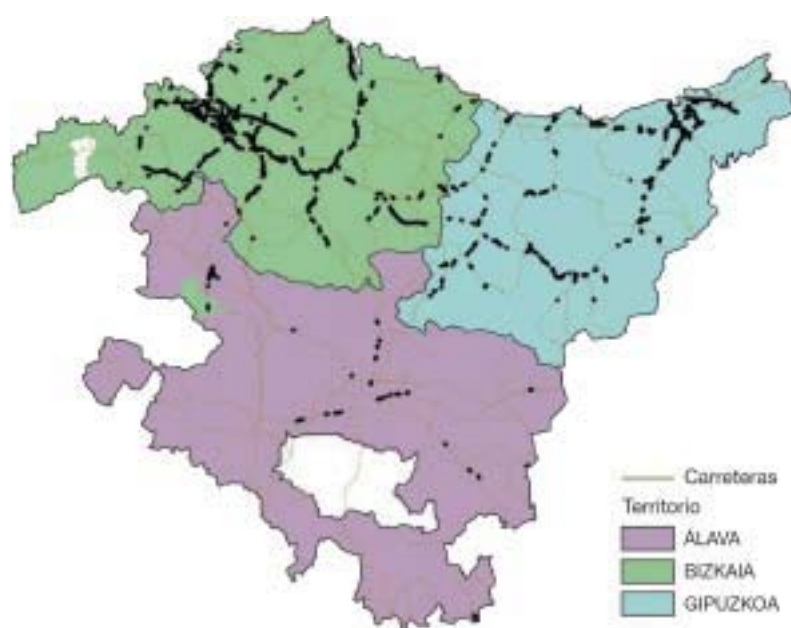 Carreteras
Territorio
ÁLAVA
BIZKAIA
GIPUZKOA